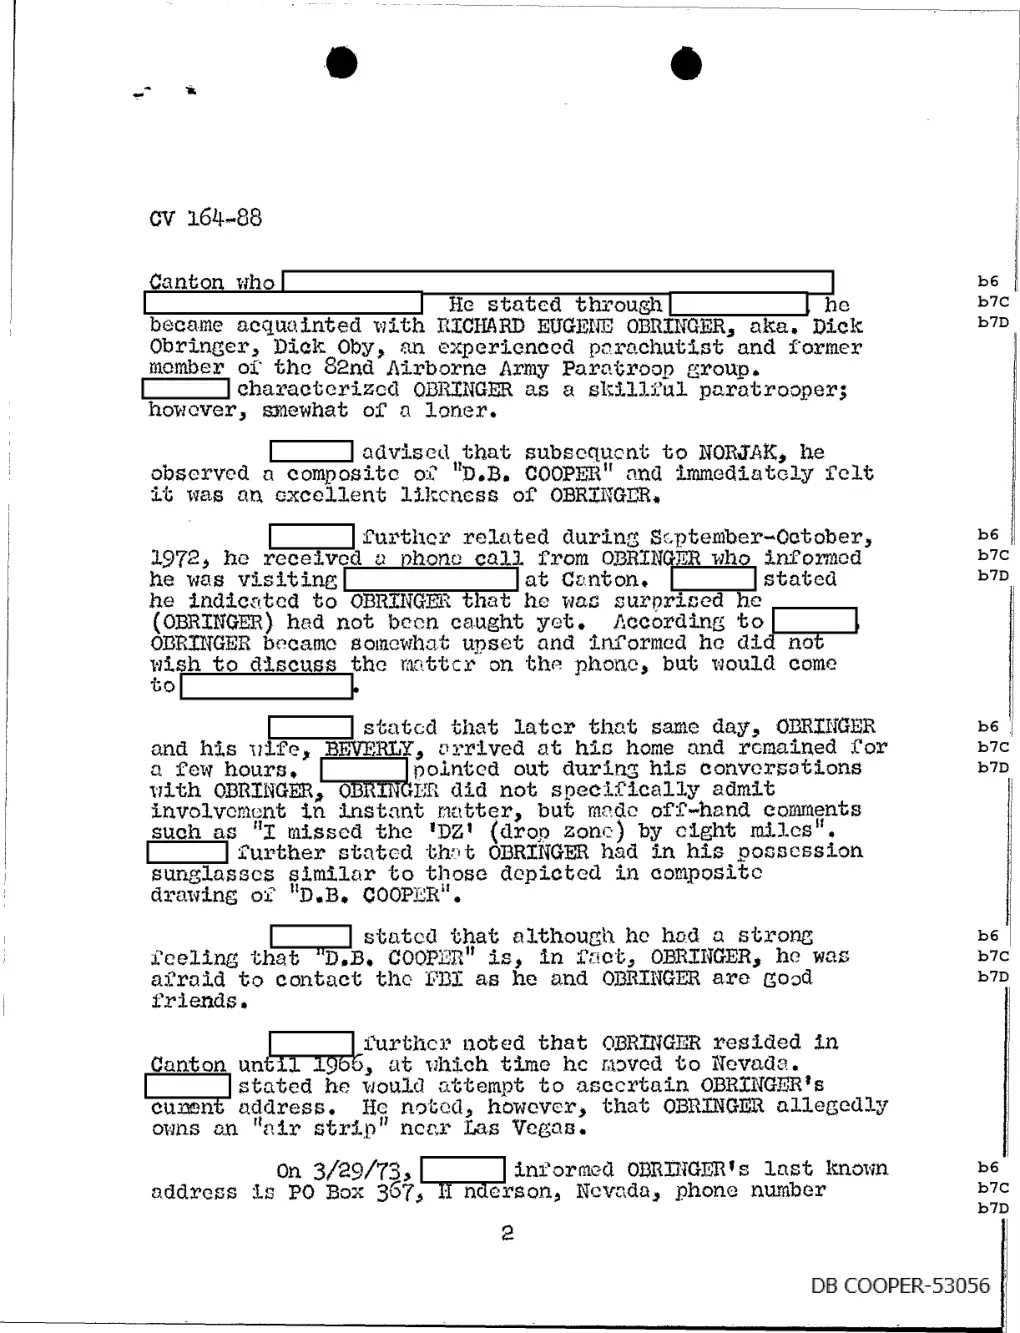 CV 164-88
Canton who
b6
He stated through , he
b7C
became acquainted with RICHARD EUGENE OBRINGER, aka. Dick
b7D
Obringer, Dick Oby, an experienced parachutist and former
member of the 82nd Airborne Army Paratroop group.
characterized OBRINGER as a skillful paratrooper;
however, smewhat of a loner.
advised that subsequent to NORJAK, he
observed a composite of "D.B. COOPER" and immediately felt
it was an excellent likeness of OBRINGER.
further related during September-October,
b6
1972, he received a phone call from OBRINGER who informed
b7C
he was visiting at Canton. stated
b7D
he indicated to OBRINGER that he was surprised he
(OBRINGER) had not been caught yet. According to ,
OBRINGER became somewhat upset and informed he did not
wish to discuss the matter on the phone, but would come
to .
stated that later that same day, OBRINGER
b6
and his wife, BEVERLY, arrived at his home and remained for
b7C
a few hours. pointed out during his conversations
b7D
with OBRINGER, OBRINGER did not specifically admit
involvement in instant matter, but made off-hand comments
such as "I missed the 'DZ' (drop zone) by eight miles".
further stated that OBRINGER had in his possession
sunglasses similar to those depicted in composite
drawing of "D.B. COOPER".
stated that although he had a strong
b6
feeling that "D.B. COOPER" is, in fact, OBRINGER, he was
b7C
afraid to contact the FBI as he and OBRINGER are good
b7D
friends.
further noted that OBRINGER resided in
Canton until 1966, at which time he moved to Nevada.
stated he would attempt to ascertain OBRINGER's
current address. He noted, however, that OBRINGER allegedly
owns an "air strip" near Las Vegas.
On 3/29/73, informed OBRINGER's last known
b6
address is PO Box 367, H nderson, Nevada, phone number
b7C
b7D
2
DB COOPER-53056